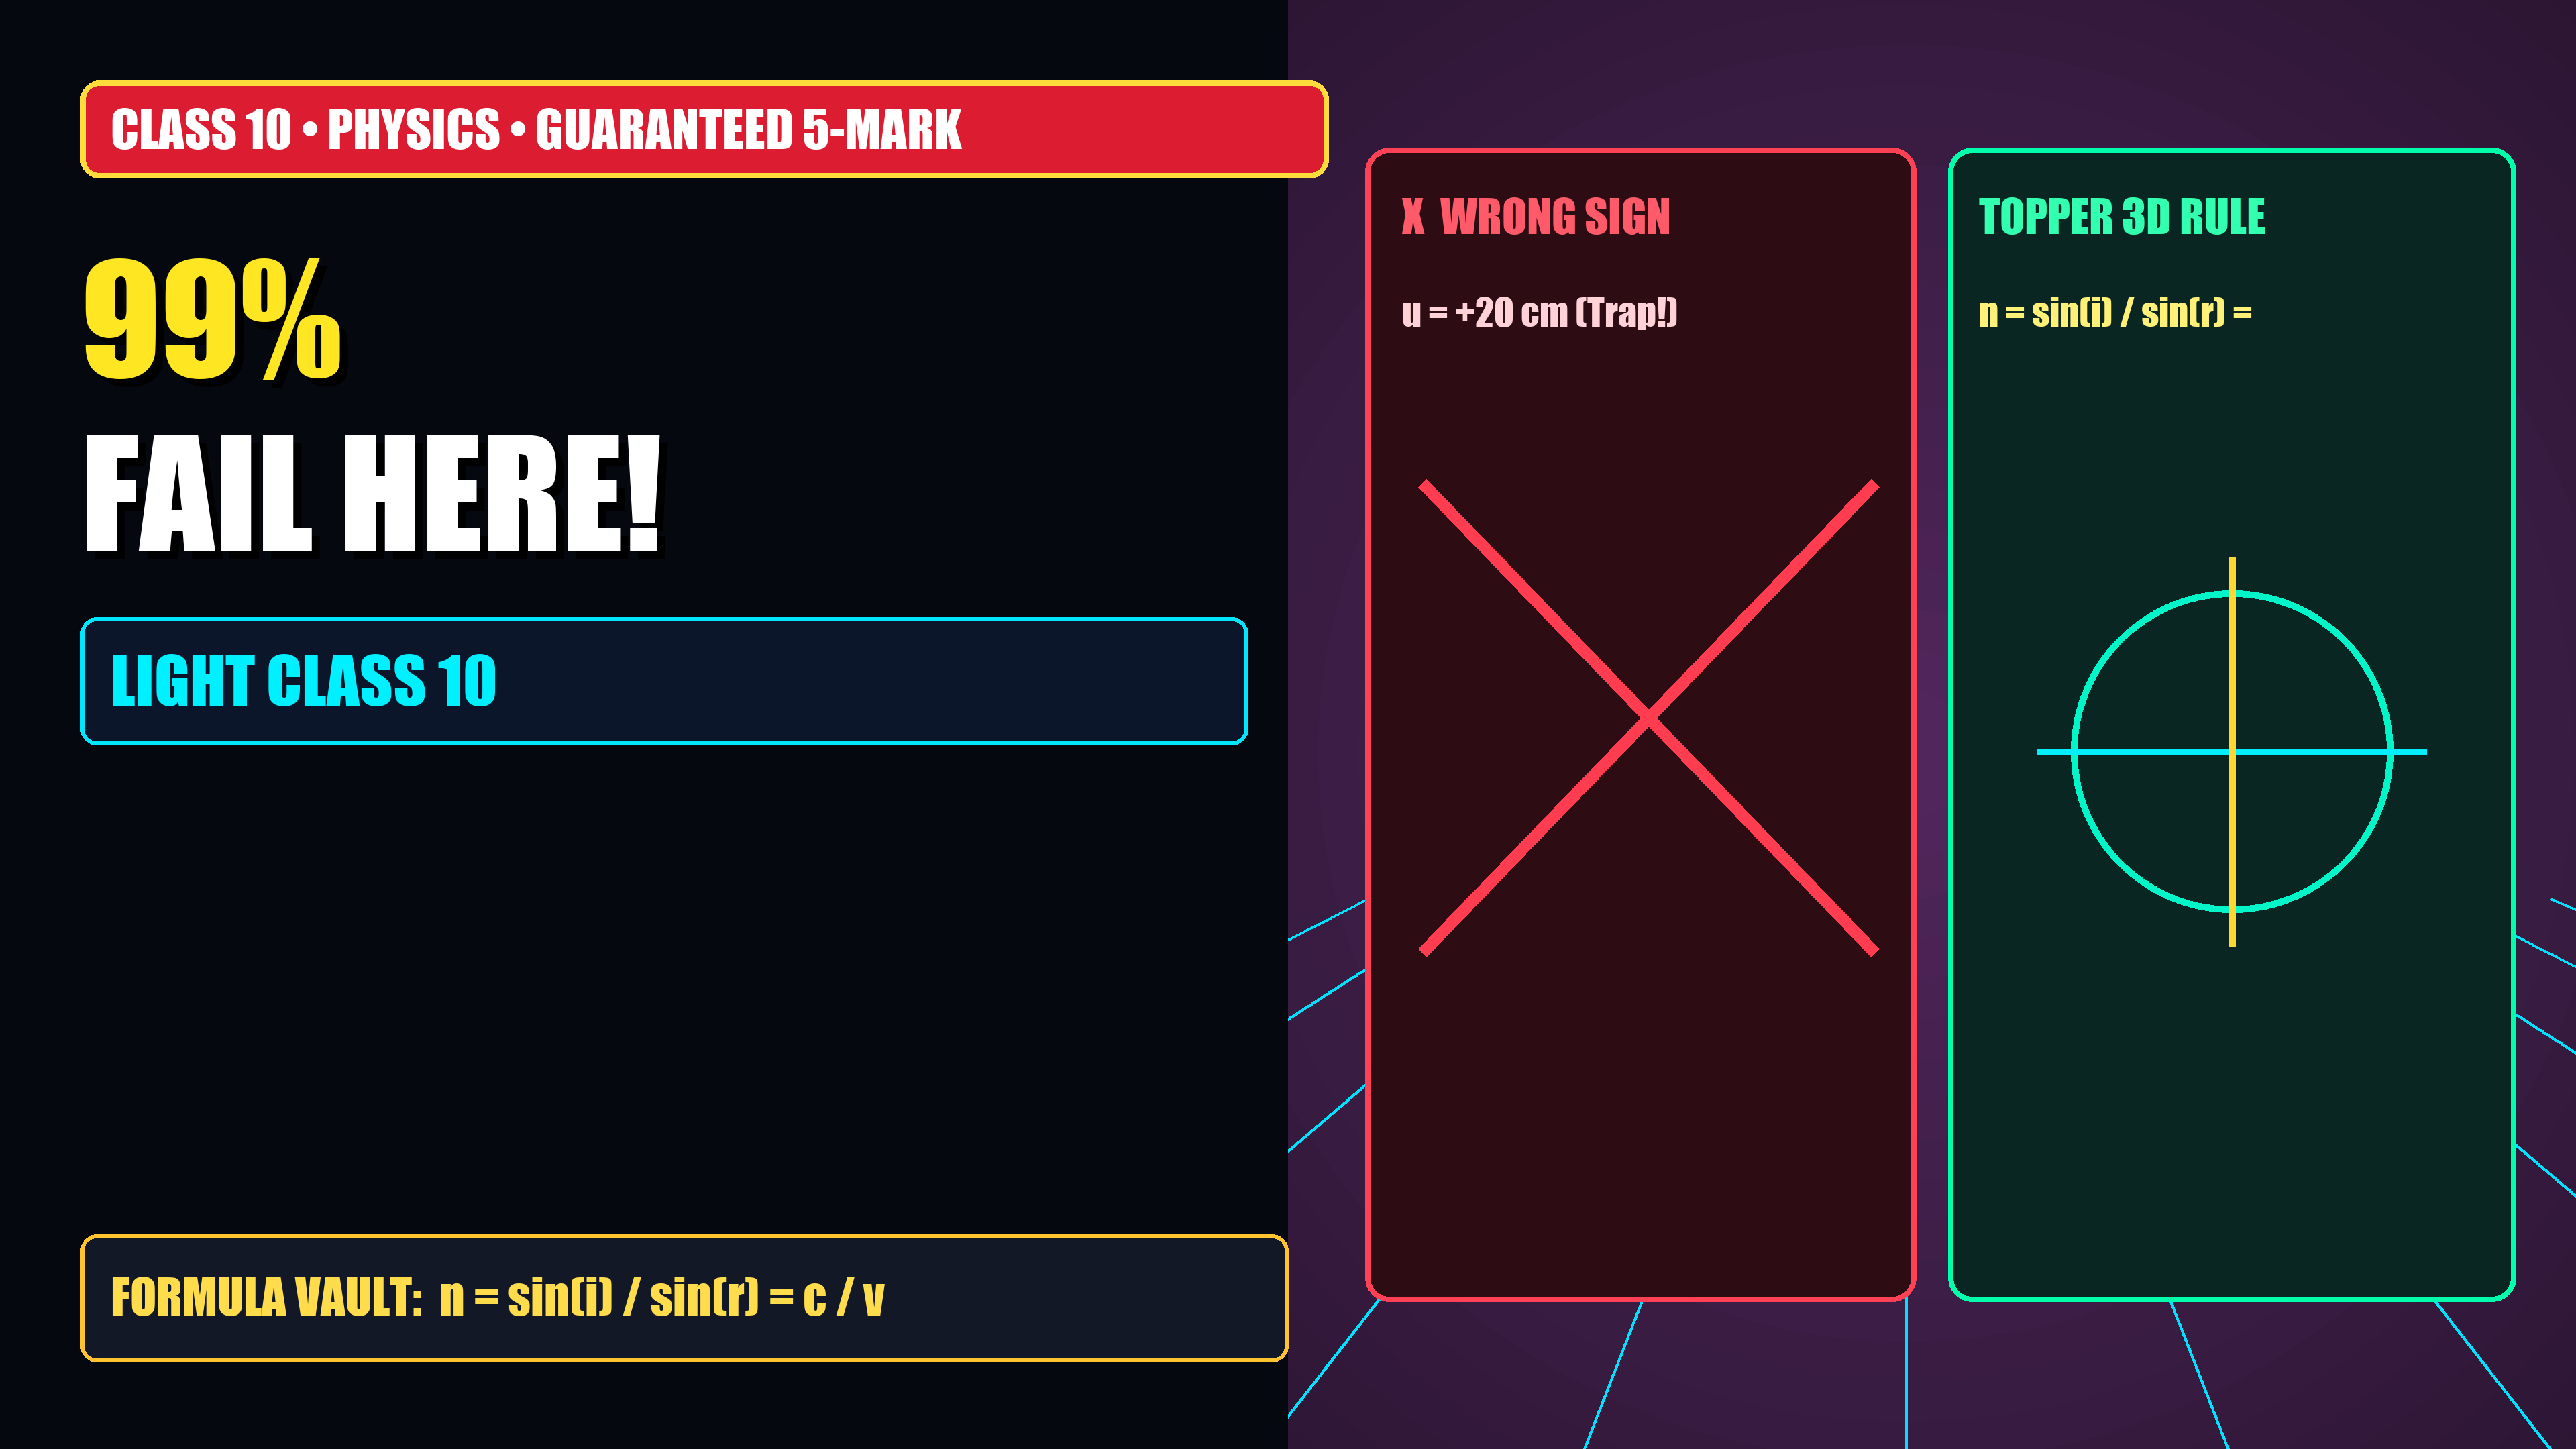 CLASS 10 • PHYSICS • GUARANTEED 5-MARK
99%
FAIL HERE!
LIGHT CLASS 10
FORMULA VAULT: n = sin(i) / sin(r) = c / v
X WRONG SIGN
u = +20 cm (Trap!)
TOPPER 3D RULE
n = sin(i) / sin(r) =